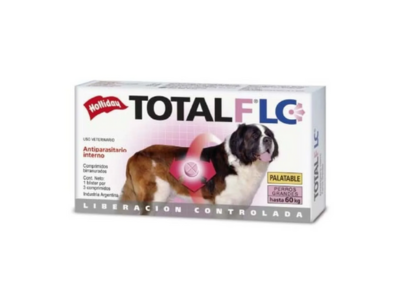 Holliday
TOTAL F LC
USO VETERINARIO
Antiparasitario
interno
Comprimidos
birranurados
Cont. Neto
1 blister por
2 comprimidos
Industria Argentina
PALATABLE
PERROS
GRANDES
hasta 60 kg
LIBERACION CONTROLADA
TOTAL F LC